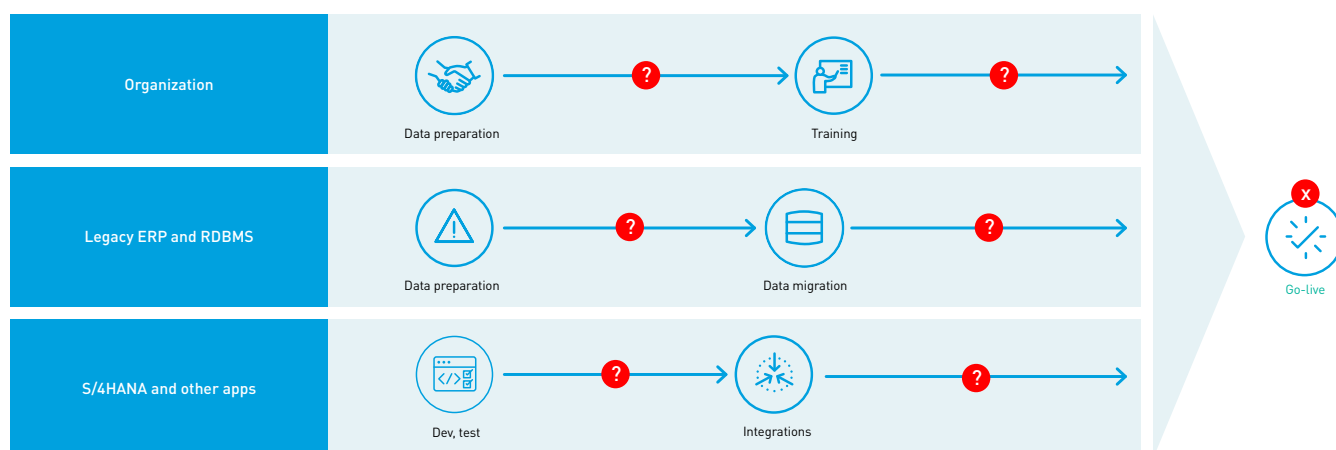 Organization
?
?
Data preparation
Training
Legacy ERP and RDBMS
?
?
Data preparation
Data migration
X
Go-live
S/4HANA and other apps
</>
?
?
Dev, test
Integrations